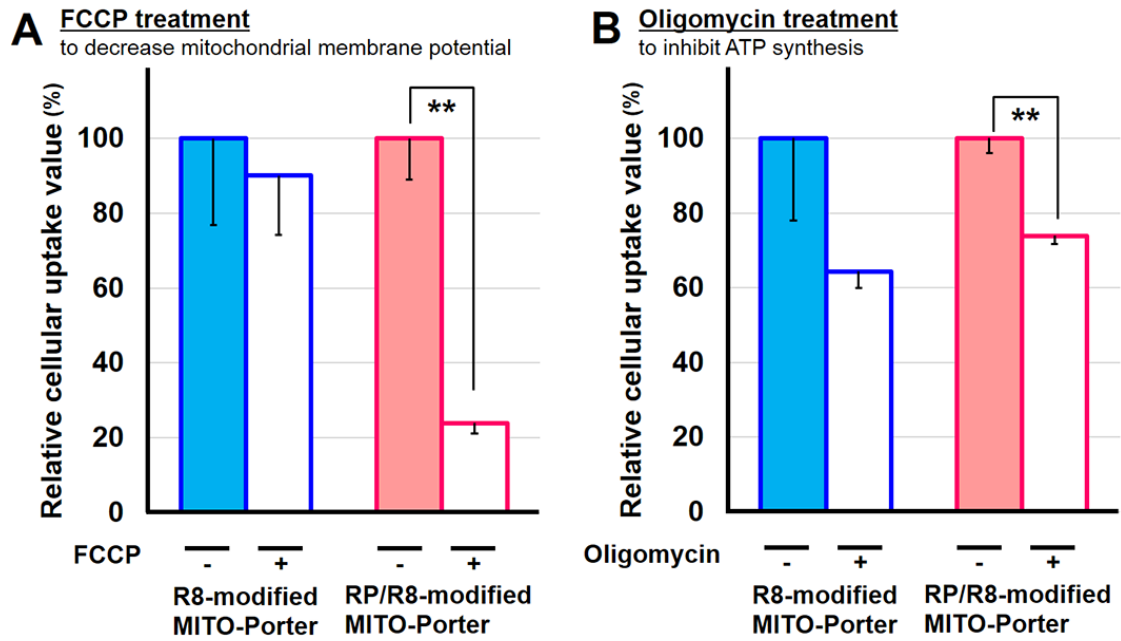 A FCCP treatment
to decrease mitochondrial membrane potential
Relative cellular uptake value (%)
100
80
60
40
20
0
**
FCCP - + - +
R8-modified MITO-Porter
RP/R8-modified MITO-Porter
B Oligomycin treatment
to inhibit ATP synthesis
Relative cellular uptake value (%)
100
80
60
40
20
0
**
Oligomycin - + - +
R8-modified MITO-Porter
RP/R8-modified MITO-Porter